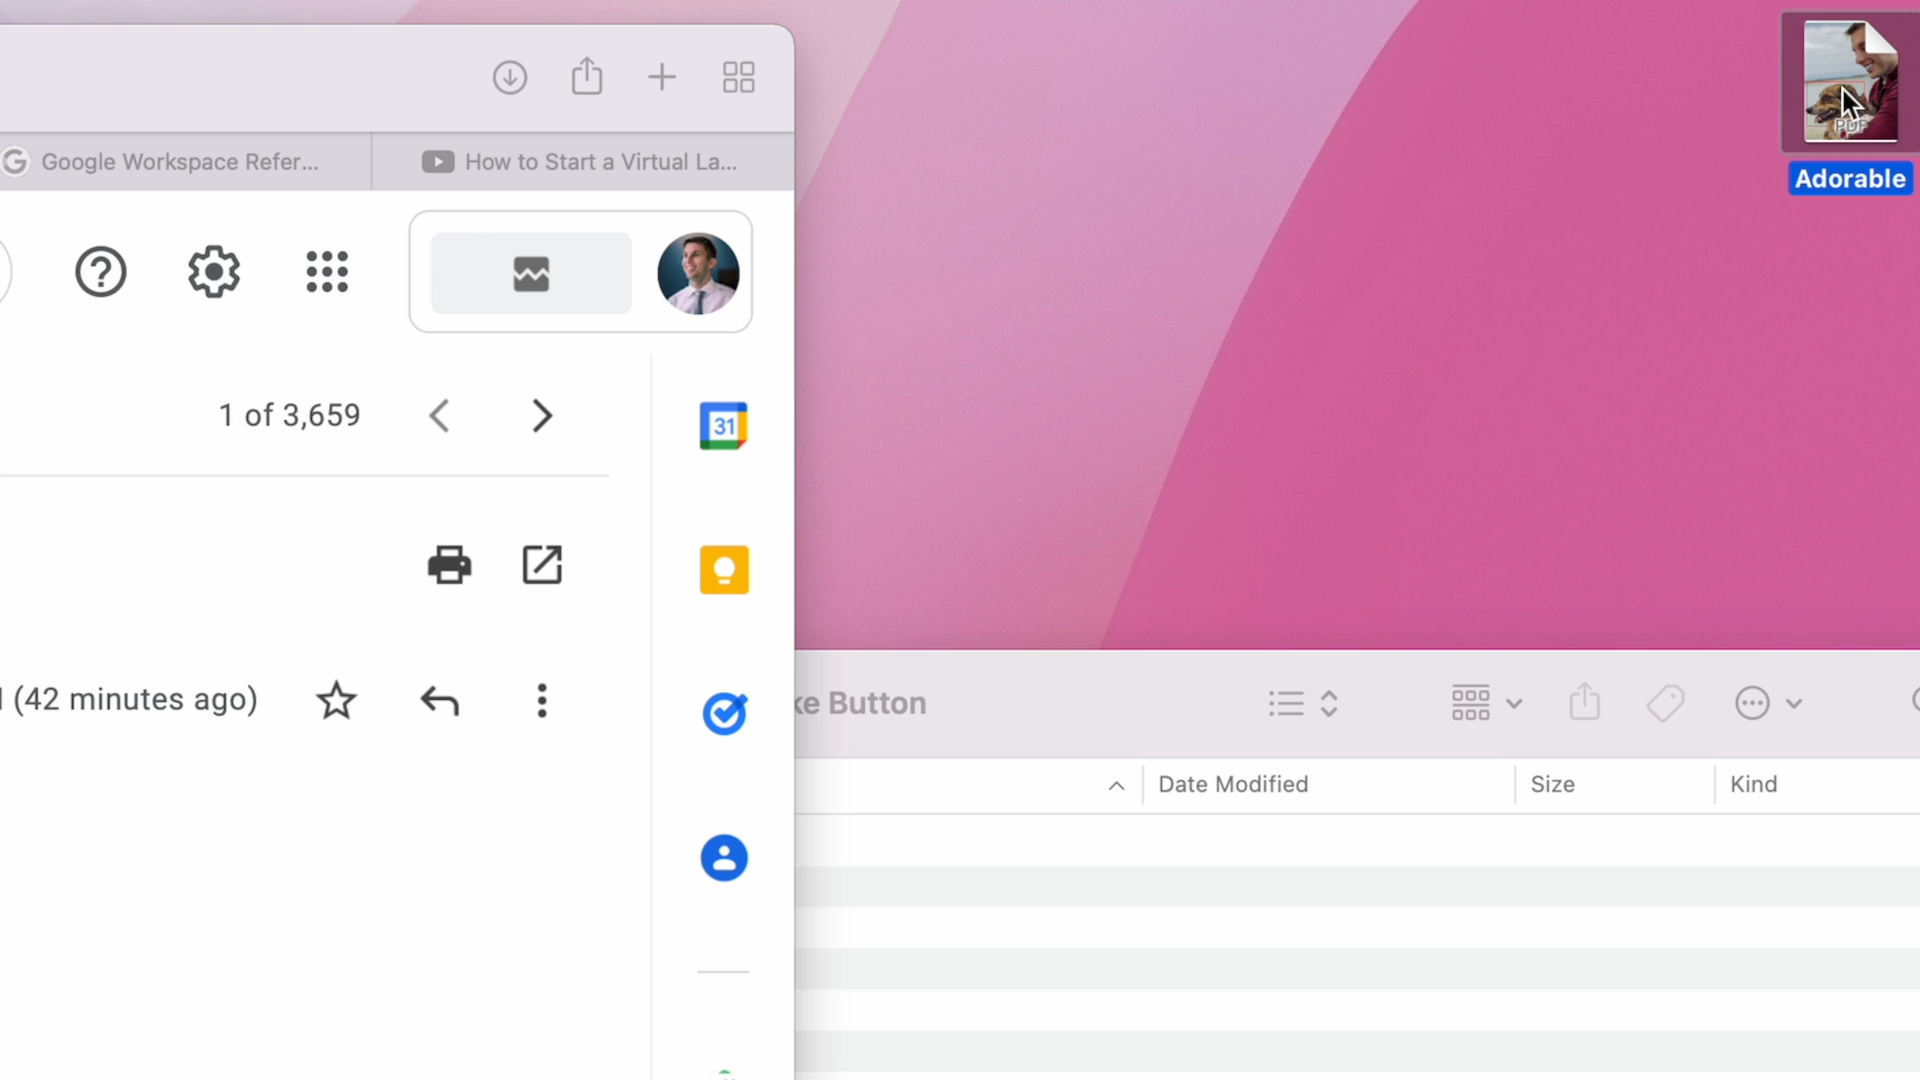 Google Workspace Refer...
How to Start a Virtual La...
PDF
Adorable
1 of 3,659
31
(42 minutes ago)
ke Button
Date Modified
Size
Kind